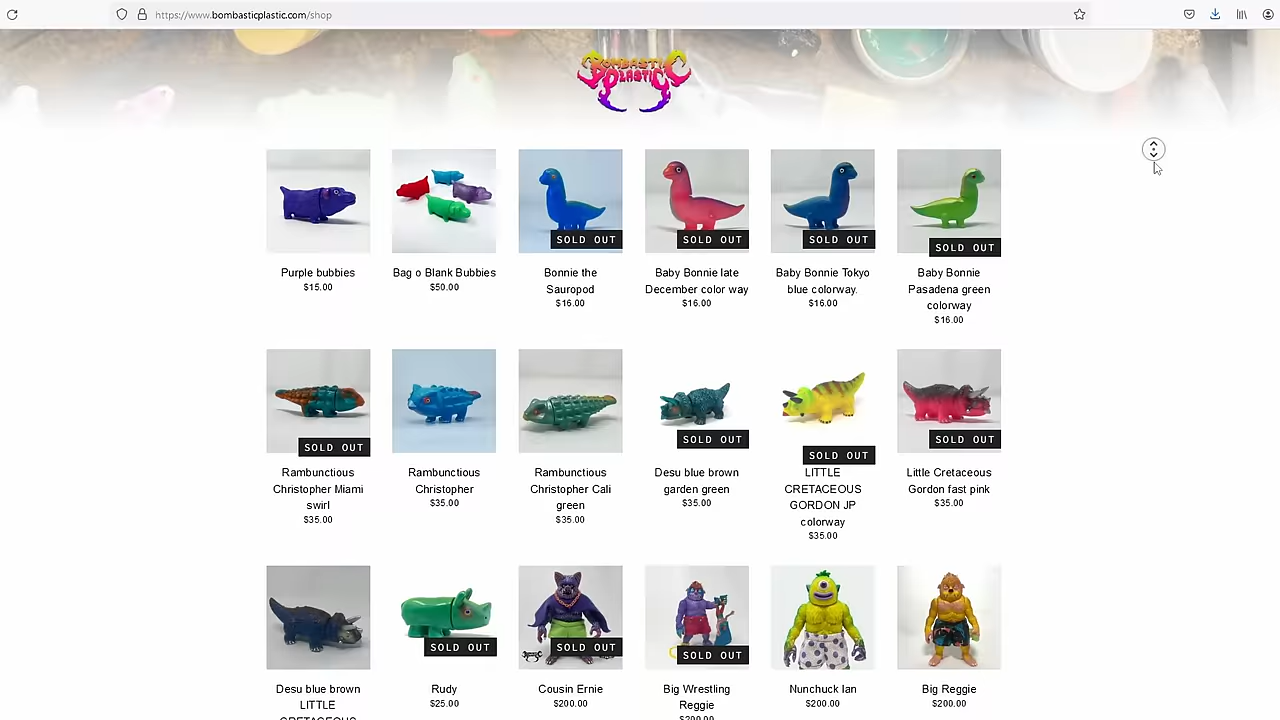 https://www.bombasticplastic.com/shop
BOMBASTIC
PLASTIC
SOLD OUT
SOLD OUT
SOLD OUT
SOLD OUT
Purple bubbies
$15.00
Bag o Blank Bubbies
$50.00
Bonnie the
Sauropod
$16.00
Baby Bonnie late
December color way
$16.00
Baby Bonnie Tokyo
blue colorway.
$16.00
Baby Bonnie
Pasadena green
colorway
$16.00
SOLD OUT
SOLD OUT
SOLD OUT
SOLD OUT
Rambunctious
Christopher Miami
swirl
$35.00
Rambunctious
Christopher
$35.00
Rambunctious
Christopher Cali
green
$35.00
Desu blue brown
garden green
$35.00
LITTLE
CRETACEOUS
GORDON JP
colorway
$35.00
Little Cretaceous
Gordon fast pink
$35.00
SOLD OUT
SOLD OUT
SOLD OUT
Desu blue brown
LITTLE
CRETACEOUS
Rudy
$25.00
Cousin Ernie
$200.00
Big Wrestling
Reggie
$200.00
Nunchuck Ian
$200.00
Big Reggie
$200.00